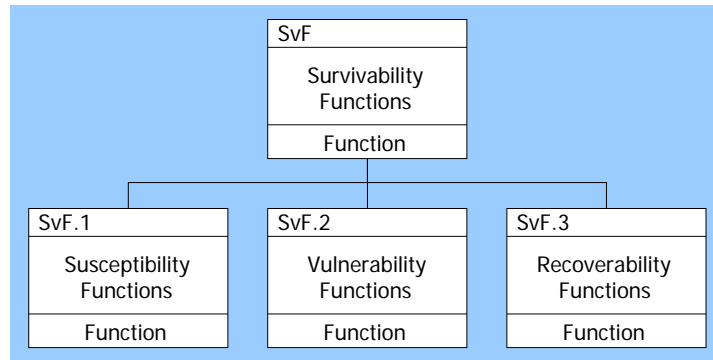 SvF
Survivability
Functions
Function
SvF.1
Susceptibility
Functions
Function
SvF.2
Vulnerability
Functions
Function
SvF.3
Recoverability
Functions
Function